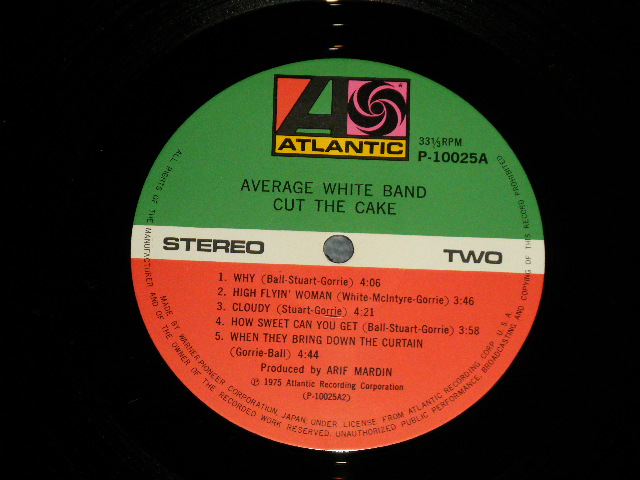 ATLANTIC
33⅓RPM
P-10025A
AVERAGE WHITE BAND
CUT THE CAKE
STEREO
TWO
1. WHY (Ball-Stuart-Gorrie) 4:06
2. HIGH FLYIN' WOMAN (White-McIntyre-Gorrie) 3:46
3. CLOUDY (Stuart-Gorrie) 4:21
4. HOW SWEET CAN YOU GET (Ball-Stuart-Gorrie) 3:58
5. WHEN THEY BRING DOWN THE CURTAIN
(Gorrie-Ball) 4:44
Produced by ARIF MARDIN
℗ 1975 Atlantic Recording Corporation
(P-10025A2)
ALL RIGHTS OF THE MANUFACTURER AND OF THE OWNER OF THE RECORDED WORK RESERVED. UNAUTHORIZED PUBLIC PERFORMANCE, BROADCASTING AND COPYING OF THIS RECORD PROHIBITED
MADE BY WARNER-PIONEER CORPORATION, JAPAN, UNDER LICENSE FROM ATLANTIC RECORDING CORP. U.S.A.